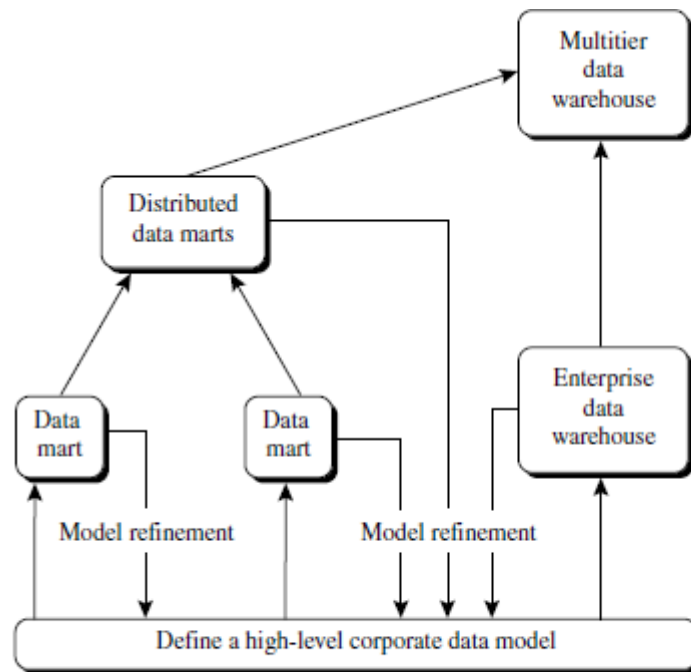 Multitier
data
warehouse
Distributed
data marts
Enterprise
data
warehouse
Data
mart
Data
mart
Model refinement
Model refinement
Define a high-level corporate data model